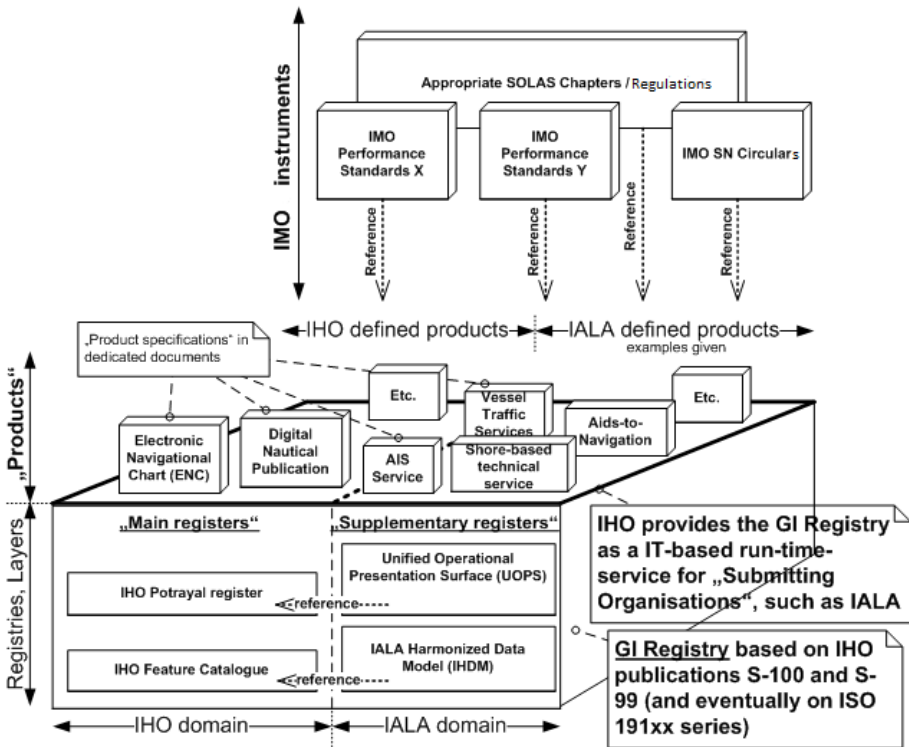 IMO instruments
Appropriate SOLAS Chapters /Regulations
IMO
Performance
Standards X
IMO
Performance
Standards Y
IMO SN Circulars
Reference
Reference
Reference
Reference
IHO defined products
IALA defined products
examples given
„Product specifications“ in
dedicated documents
„Products“
Etc.
Vessel
Traffic
Services
Etc.
Electronic
Navigational
Chart (ENC)
Digital
Nautical
Publication
AIS
Service
Shore-based
technical
service
Aids-to-
Navigation
Registries, Layers
„Main registers“
„Supplementary registers“
Unified Operational
Presentation Surface (UOPS)
IHO Potrayal register
reference
IALA Harmonized Data
Model (IHDM)
IHO Feature Catalogue
reference
IHO domain
IALA domain
IHO provides the GI Registry
as a IT-based run-time-
service for „Submitting
Organisations“, such as IALA
GI Registry based on IHO
publications S-100 and S-
99 (and eventually on ISO
191xx series)